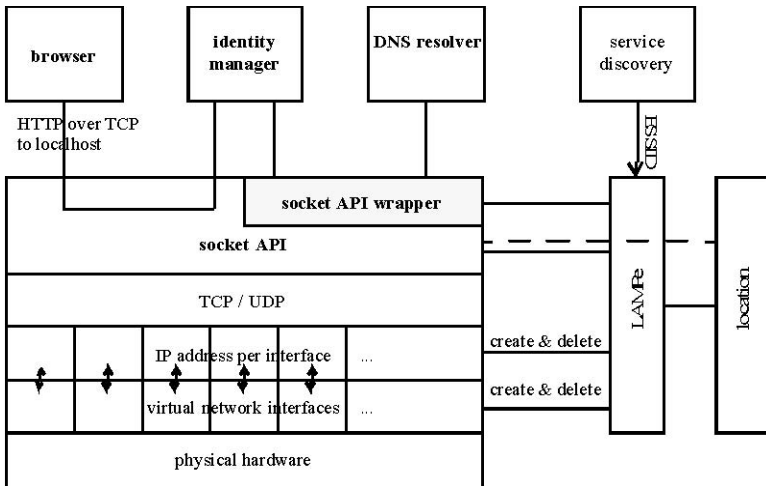 browser
identity
manager
DNS resolver
service
discovery
HTTP over TCP
to localhost
ESSID
socket API wrapper
socket API
LAMPe
location
TCP / UDP
IP address per interface
...
create & delete
virtual network interfaces
...
create & delete
physical hardware